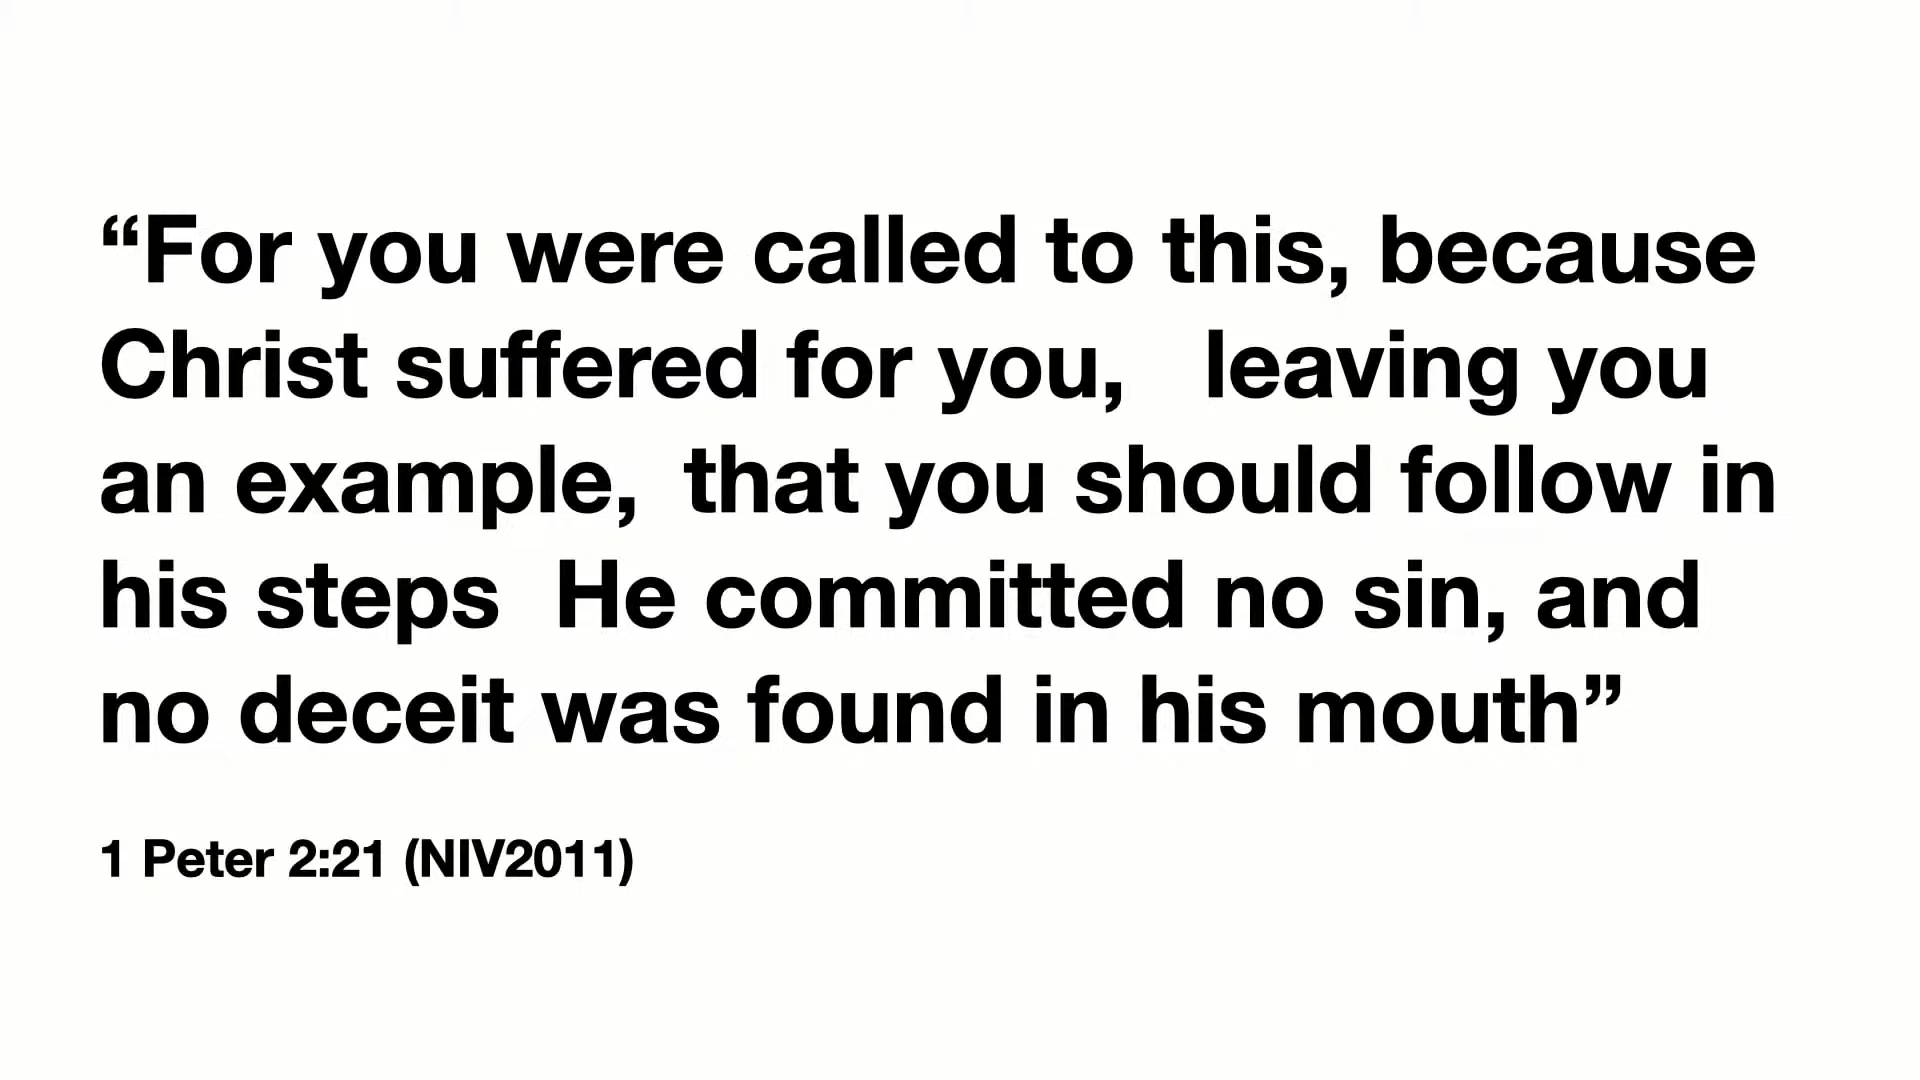 “For you were called to this, because
Christ suffered for you,   leaving you
an example,  that you should follow in
his steps  He committed no sin, and
no deceit was found in his mouth”
1 Peter 2:21 (NIV2011)